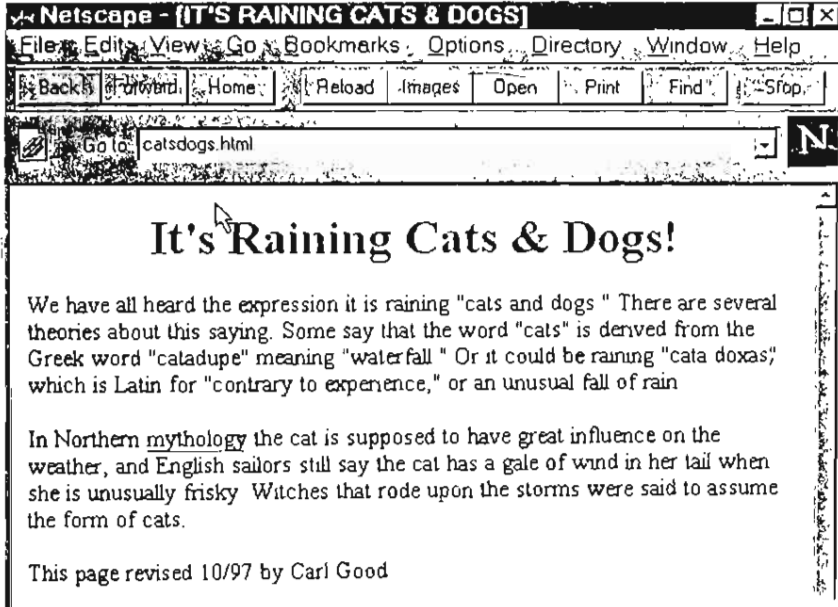 Netscape - [IT'S RAINING CATS & DOGS]
File Edit View Go Bookmarks Options Directory Window Help
Back Forward Home Reload Images Open Print Find Stop
Go to: catsdogs.html
N
It's Raining Cats & Dogs!
We have all heard the expression it is raining "cats and dogs " There are several
theories about this saying. Some say that the word "cats" is derived from the
Greek word "catadupe" meaning "waterfall " Or it could be raining "cata doxas,"
which is Latin for "contrary to experience," or an unusual fall of rain
In Northern mythology the cat is supposed to have great influence on the
weather, and English sailors still say the cat has a gale of wind in her tail when
she is unusually frisky Witches that rode upon the storms were said to assume
the form of cats.
This page revised 10/97 by Carl Good